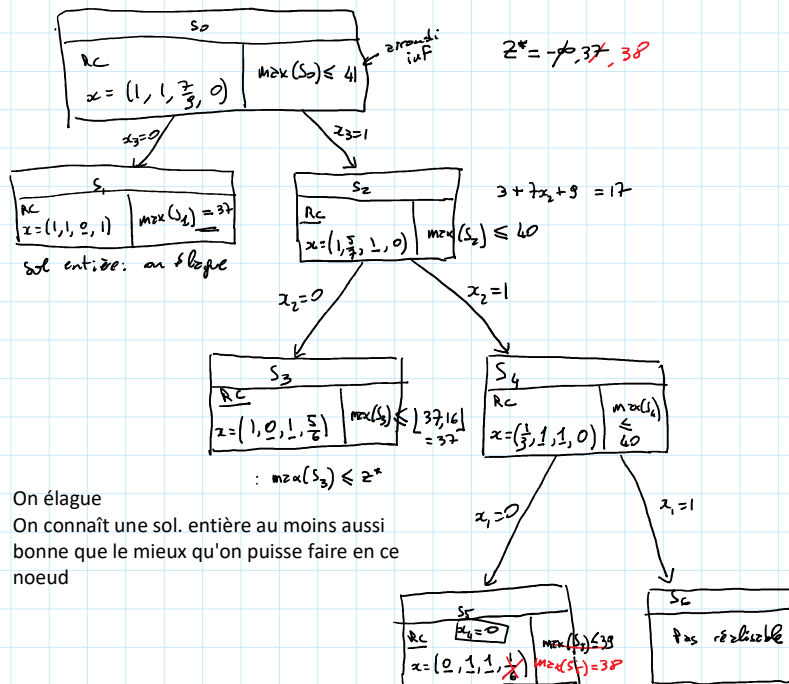 S₀
RC
x = (1, 1, 7/9, 0)
max(S₀) ≤ 41
arrondi
inf
Z* = -∞, 37, 38
x₃=0
x₃=1
S₁
RC
x=(1,1,0,1)
max(S₁) = 37
Sol entière: on élague
S₂
RC
x=(1,5/7,1,0)
max(S₂) ≤ 40
3 + 7x₂ + 9 = 17
x₂=0
x₂=1
S₃
RC
x=(1,0,1,5/6)
max(S₃) ≤ ⌊37,16⌋
= 37
: max(S₃) ≤ z*
S₄
RC
x=(1/3,1,1,0)
max(S₄)
≤
40
On élague
On connaît une sol. entière au moins aussi
bonne que le mieux qu'on puisse faire en ce
noeud
x₁=0
x₁=1
S₅
x₄=0
RC
x=(0,1,1,1/6)
max(S₅)≤39
max(S₅)=38
S₆
Pas réalisable